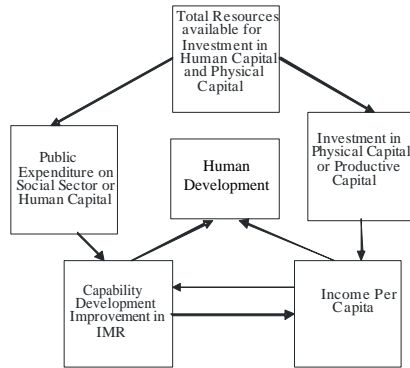 Total Resources
available for
Investment in
Human Capital
and Physical
Capital
Public
Expenditure on
Social Sector or
Human Capital
Human
Development
Investment in
Physical Capital
or Productive
Capital
Capability
Development
Improvement in
IMR
Income Per
Capita